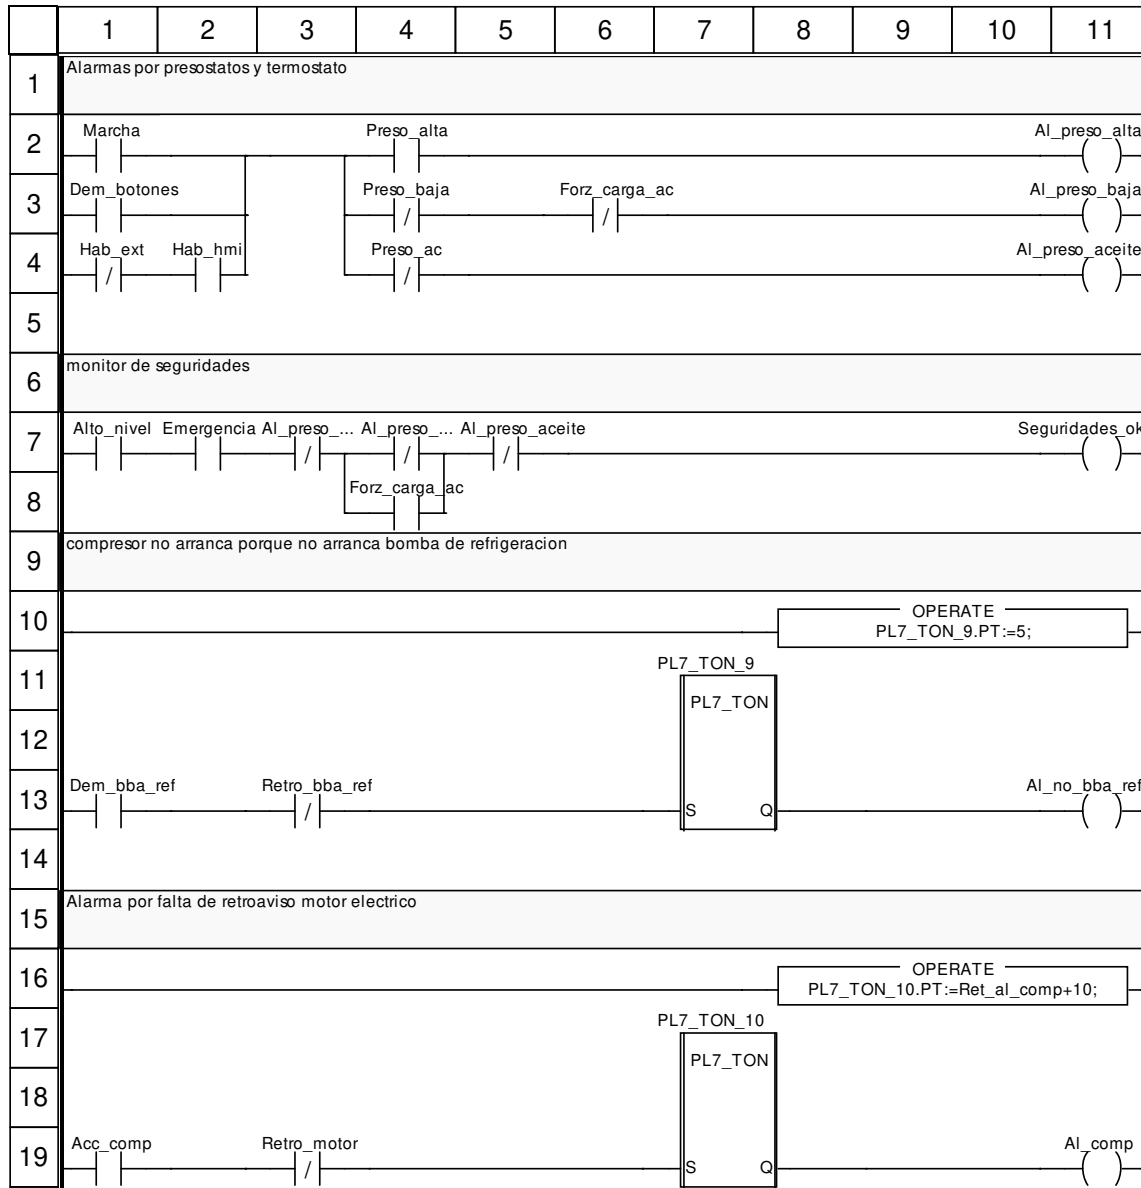 1 2 3 4 5 6 7 8 9 10 11
1 Alarmas por presostatos y termostato
2 Marcha Preso_alta Al_preso_alta
3 Dem_botones Preso_baja Forz_carga_ac Al_preso_baja
4 Hab_ext Hab_hmi Preso_ac Al_preso_aceite
5
6 monitor de seguridades
7 Alto_nivel Emergencia Al_preso_... Al_preso_... Al_preso_aceite Seguridades_ok
8 Forz_carga_ac
9 compresor no arranca porque no arranca bomba de refrigeracion
10 OPERATE
PL7_TON_9.PT:=5;
11 PL7_TON_9
PL7_TON
12
13 Dem_bba_ref Retro_bba_ref Al_no_bba_ref
S Q
14
15 Alarma por falta de retroaviso motor electrico
16 OPERATE
PL7_TON_10.PT:=Ret_al_comp+10;
17 PL7_TON_10
PL7_TON
18
19 Acc_comp Retro_motor Al_comp
S Q